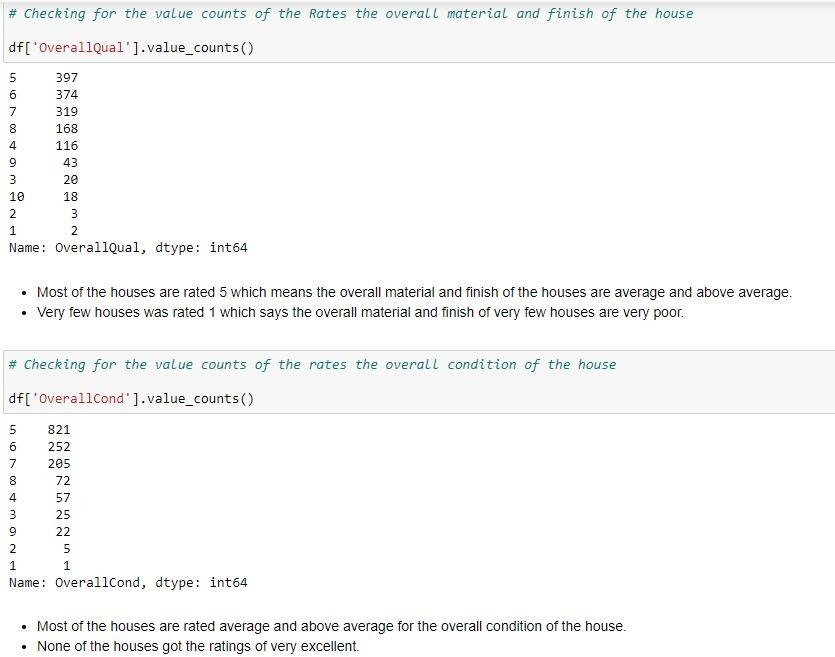 # Checking for the value counts of the Rates the overall material and finish of the house
df['OverallQual'].value_counts()
5 397
6 374
7 319
8 168
4 116
9 43
3 20
10 18
2 3
1 2
Name: OverallQual, dtype: int64
• Most of the houses are rated 5 which means the overall material and finish of the houses are average and above average.
• Very few houses was rated 1 which says the overall material and finish of very few houses are very poor.
# Checking for the value counts of the rates the overall condition of the house
df['OverallCond'].value_counts()
5 821
6 252
7 205
8 72
4 57
3 25
9 22
2 5
1 1
Name: OverallCond, dtype: int64
• Most of the houses are rated average and above average for the overall condition of the house.
• None of the houses got the ratings of very excellent.